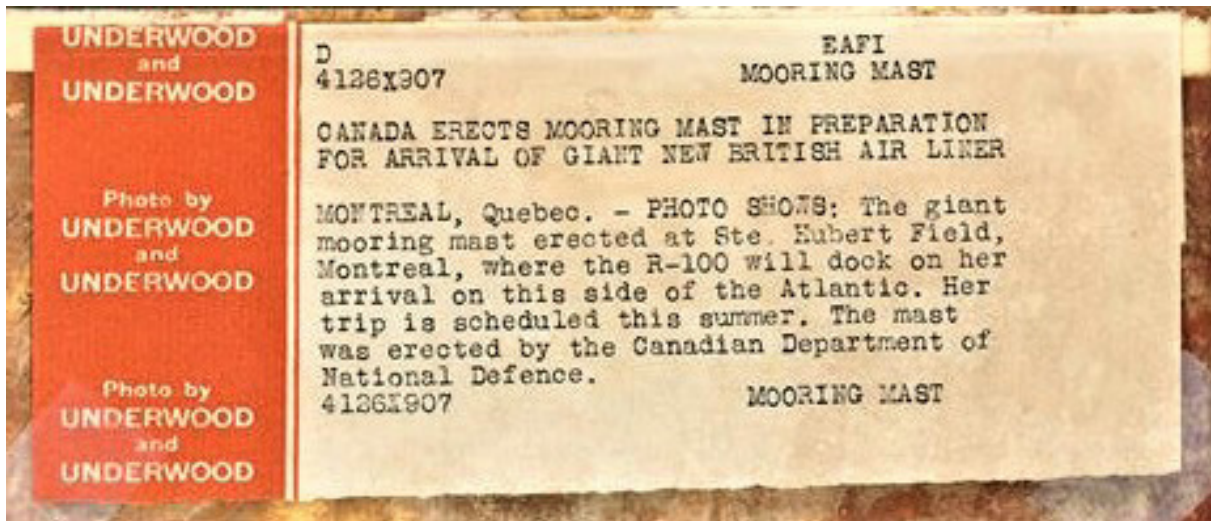 UNDERWOOD
and
UNDERWOOD
Photo by
UNDERWOOD
and
UNDERWOOD
Photo by
UNDERWOOD
and
UNDERWOOD
D
EAFI
4126X907
MOORING MAST
CANADA ERECTS MOORING MAST IN PREPARATION
FOR ARRIVAL OF GIANT NEW BRITISH AIR LINER
MONTREAL, Quebec. - PHOTO SHOWS: The giant
mooring mast erected at Ste. Hubert Field,
Montreal, where the R-100 will dock on her
arrival on this side of the Atlantic. Her
trip is scheduled this summer. The mast
was erected by the Canadian Department of
National Defence.
4126X907
MOORING MAST